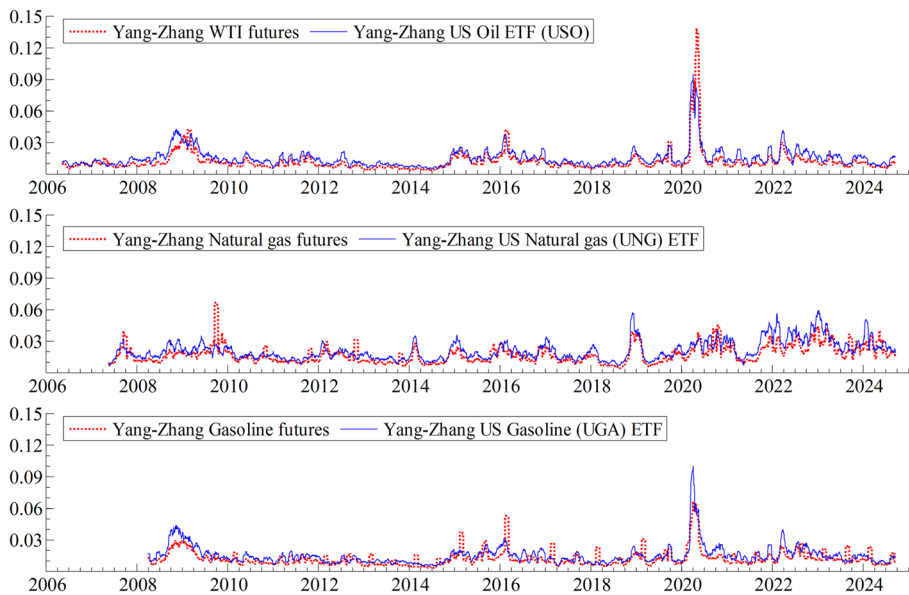 0.15
Yang-Zhang WTI futures Yang-Zhang US Oil ETF (USO)
0.12
0.09
0.06
0.03
2006 2008 2010 2012 2014 2016 2018 2020 2022 2024
0.15
Yang-Zhang Natural gas futures Yang-Zhang US Natural gas (UNG) ETF
0.12
0.09
0.06
0.03
2006 2008 2010 2012 2014 2016 2018 2020 2022 2024
0.15
Yang-Zhang Gasoline futures Yang-Zhang US Gasoline (UGA) ETF
0.12
0.09
0.06
0.03
2006 2008 2010 2012 2014 2016 2018 2020 2022 2024